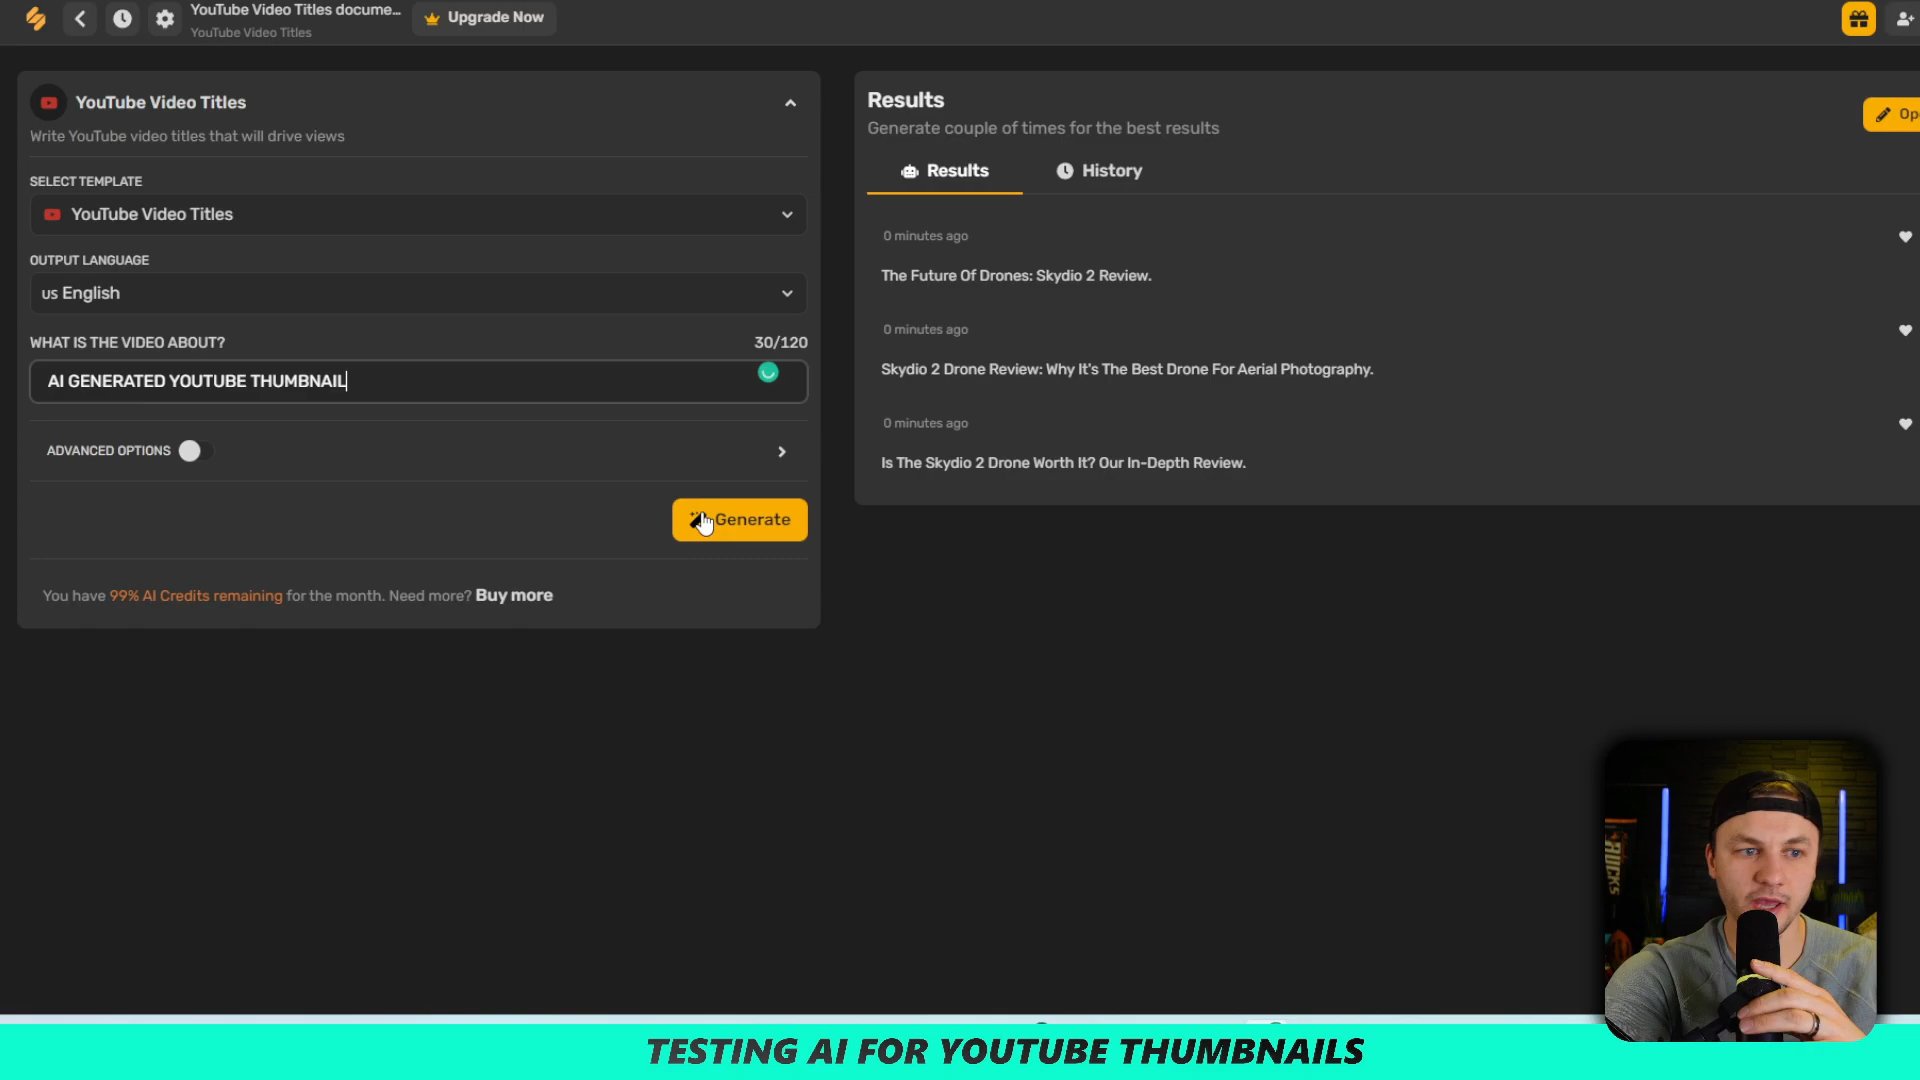 YouTube Video Titles docume...
YouTube Video Titles
Upgrade Now
YouTube Video Titles
Write YouTube video titles that will drive views
SELECT TEMPLATE
YouTube Video Titles
OUTPUT LANGUAGE
US English
WHAT IS THE VIDEO ABOUT?
30/120
AI GENERATED YOUTUBE THUMBNAIL
ADVANCED OPTIONS
Generate
You have 99% AI Credits remaining for the month. Need more? Buy more
Results
Generate couple of times for the best results
Op
Results
History
0 minutes ago
The Future Of Drones: Skydio 2 Review.
0 minutes ago
Skydio 2 Drone Review: Why It's The Best Drone For Aerial Photography.
0 minutes ago
Is The Skydio 2 Drone Worth It? Our In-Depth Review.
BUCKS
TESTING AI FOR YOUTUBE THUMBNAILS